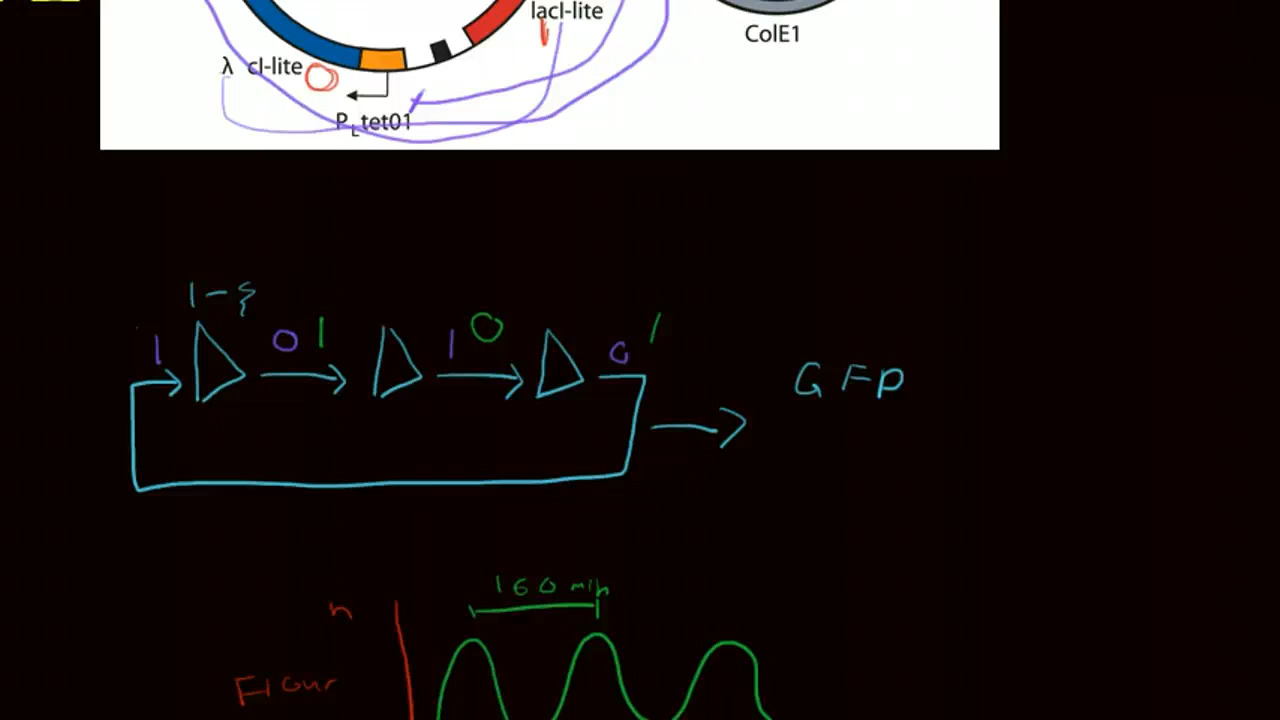 lacI-lite
ColE1
λ cI-lite
PLtet01
1 - 
1 0 1 1 0 0 1
GFP
160 min
n
Flour